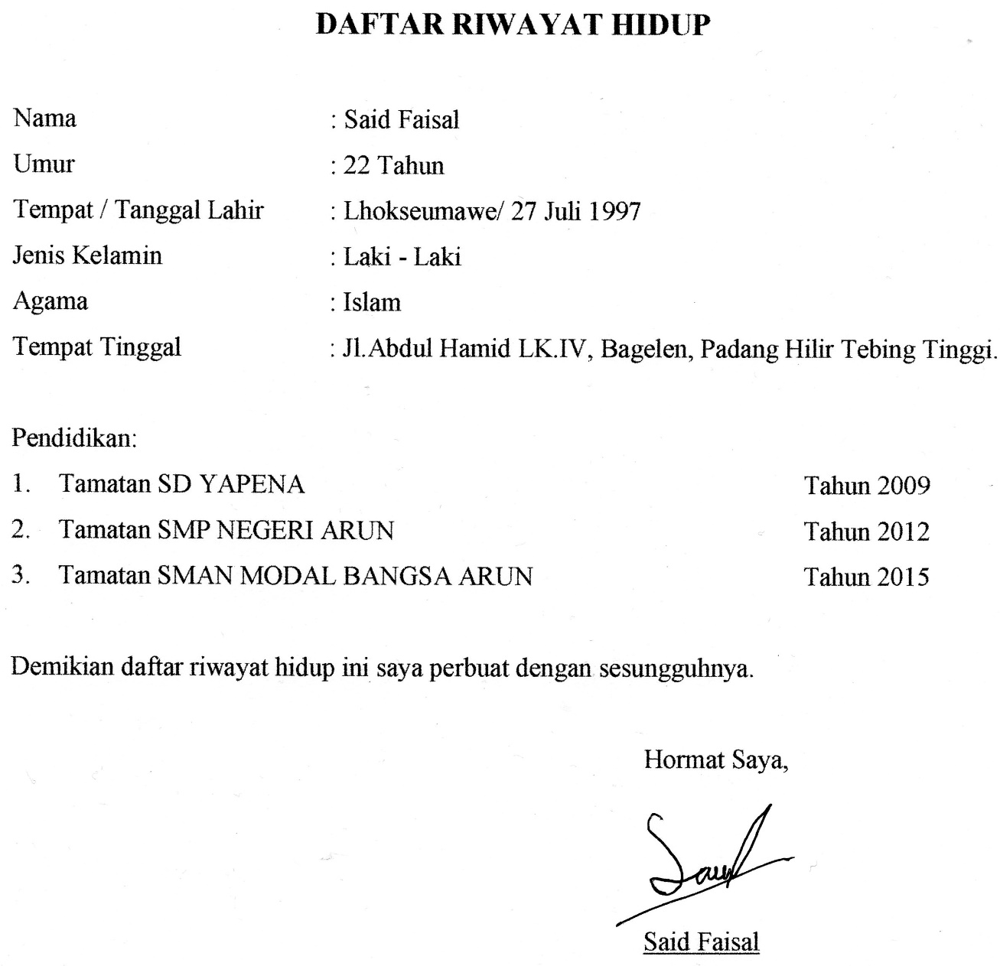 DAFTAR RIWAYAT HIDUP
Nama : Said Faisal
Umur : 22 Tahun
Tempat / Tanggal Lahir : Lhokseumawe/ 27 Juli 1997
Jenis Kelamin : Laki - Laki
Agama : Islam
Tempat Tinggal : Jl.Abdul Hamid LK.IV, Bagelen, Padang Hilir Tebing Tinggi.
Pendidikan:
1. Tamatan SD YAPENA Tahun 2009
2. Tamatan SMP NEGERI ARUN Tahun 2012
3. Tamatan SMAN MODAL BANGSA ARUN Tahun 2015
Demikian daftar riwayat hidup ini saya perbuat dengan sesungguhnya.
Hormat Saya,
Said Faisal